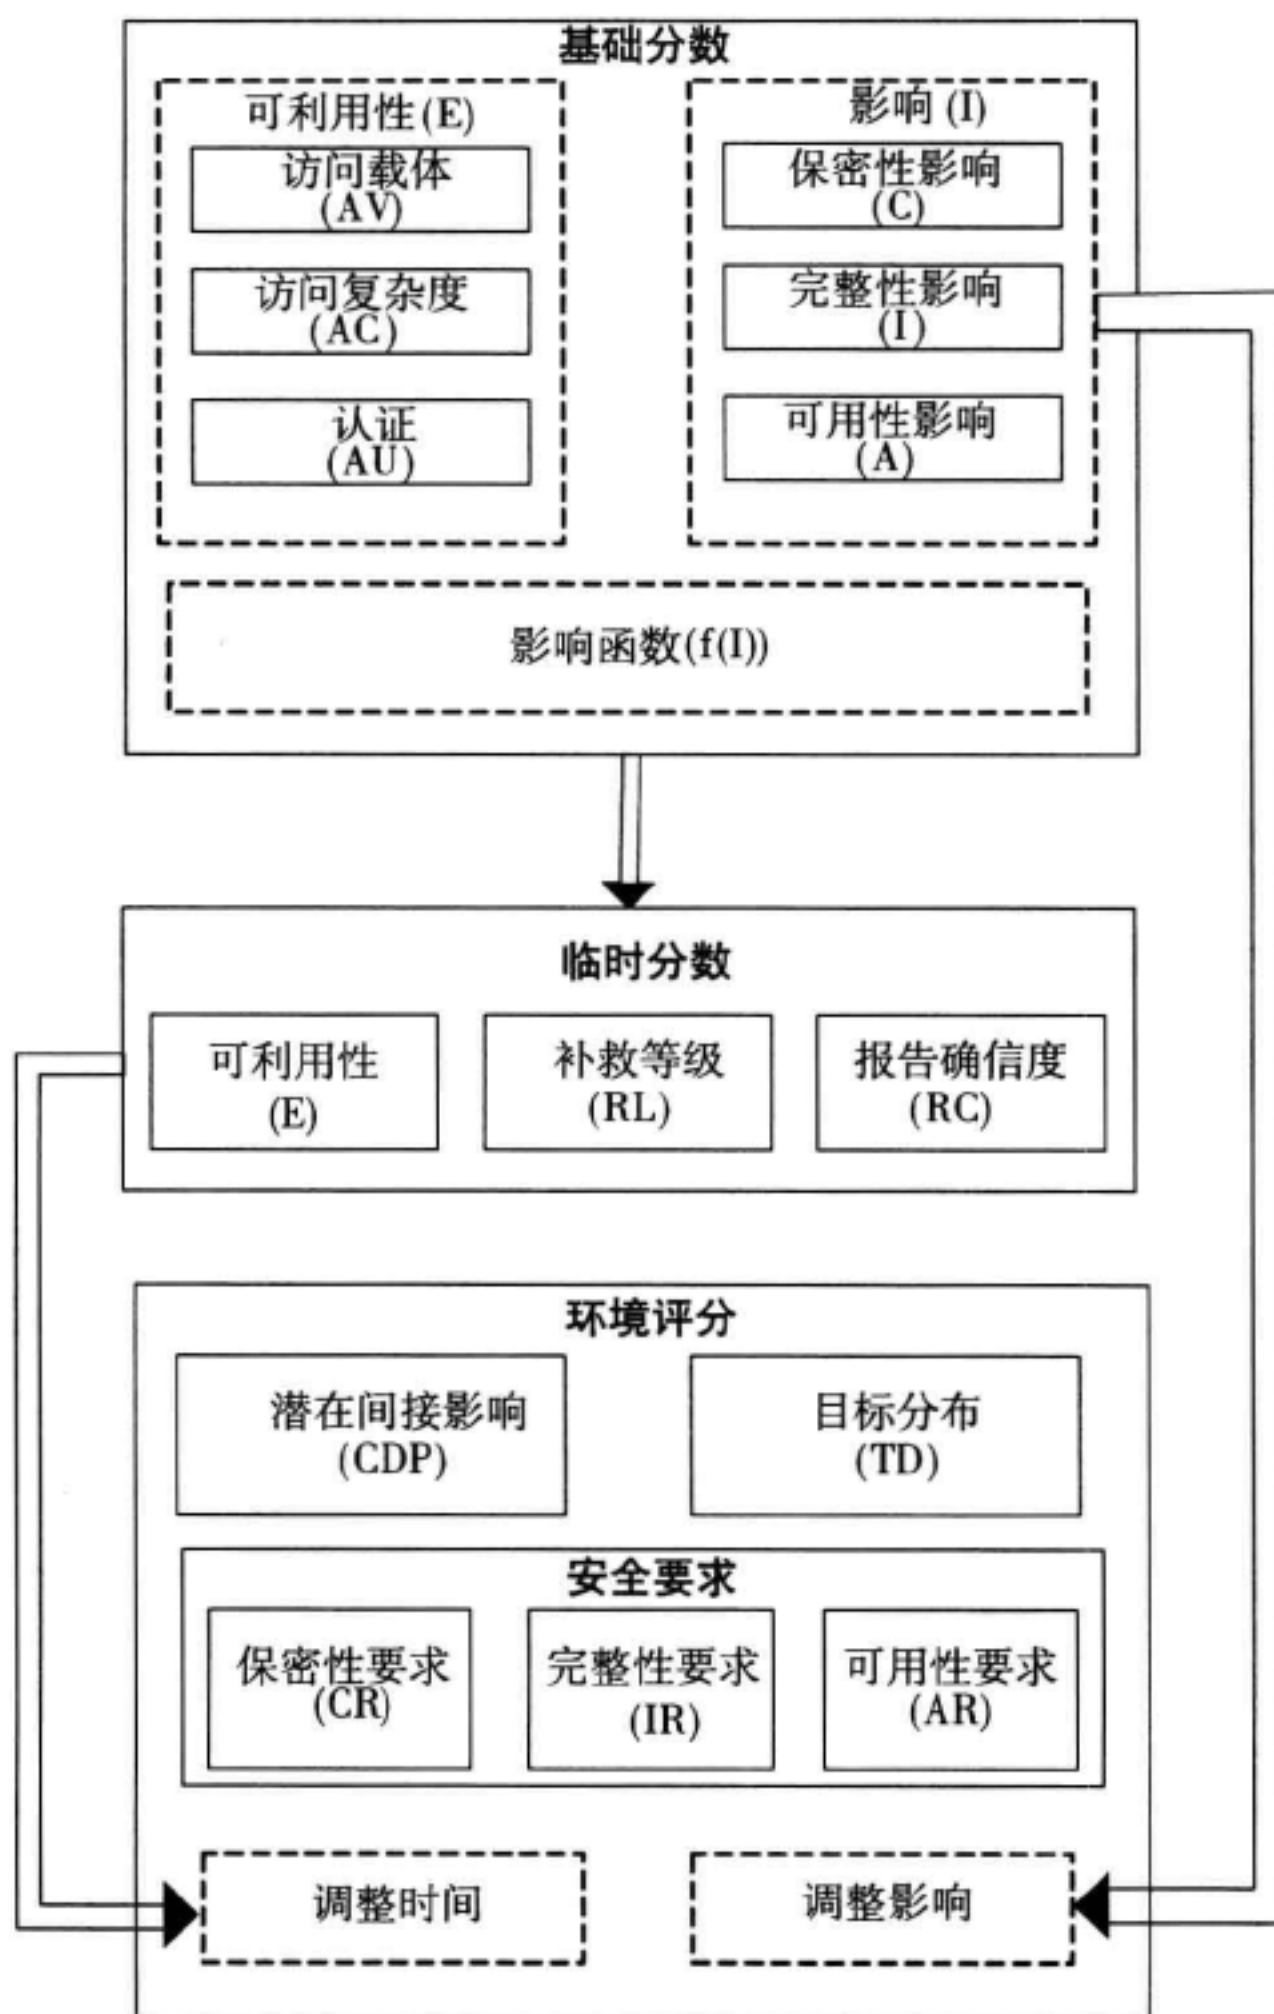 基础分数
可利用性(E)
访问载体
(AV)
访问复杂度
(AC)
认证
(AU)
影响(I)
保密性影响
(C)
完整性影响
(I)
可用性影响
(A)
影响函数(f(I))
临时分数
可利用性
(E)
补救等级
(RL)
报告确信度
(RC)
环境评分
潜在间接影响
(CDP)
目标分布
(TD)
安全要求
保密性要求
(CR)
完整性要求
(IR)
可用性要求
(AR)
调整时间
调整影响